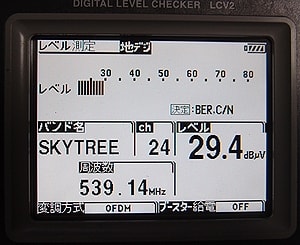 DIGITAL LEVEL CHECKER LCV2
レベル測定 地デジ
30 . 40 . 50 . 60 . 70 . 80
レベル
決定:BER,C/N
バンド名 ch レベル
SKYTREE 24 29.4dBμV
周波数
539.14MHz
変調方式 OFDM ブースター給電 OFF